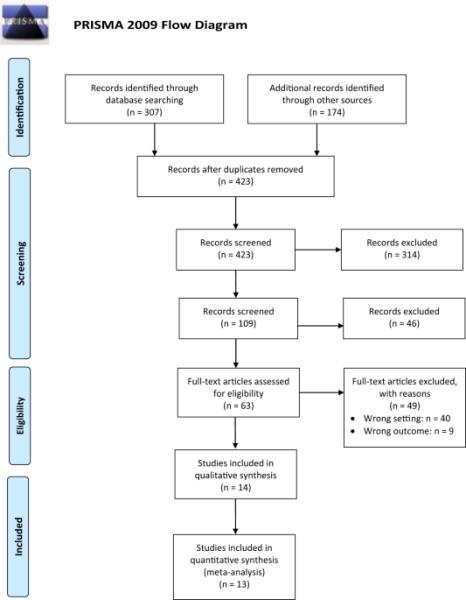 PRISMA
PRISMA 2009 Flow Diagram
Identification
Records identified through
database searching
(n = 307)
Additional records identified
through other sources
(n = 174)
Records after duplicates removed
(n = 423)
Screening
Records screened
(n = 423)
Records excluded
(n = 314)
Records screened
(n = 109)
Records excluded
(n = 46)
Eligibility
Full-text articles assessed
for eligibility
(n = 63)
Full-text articles excluded,
with reasons
(n = 49)
• Wrong setting: n = 40
• Wrong outcome: n = 9
Studies included in
qualitative synthesis
(n = 14)
Included
Studies included in
quantitative synthesis
(meta-analysis)
(n = 13)